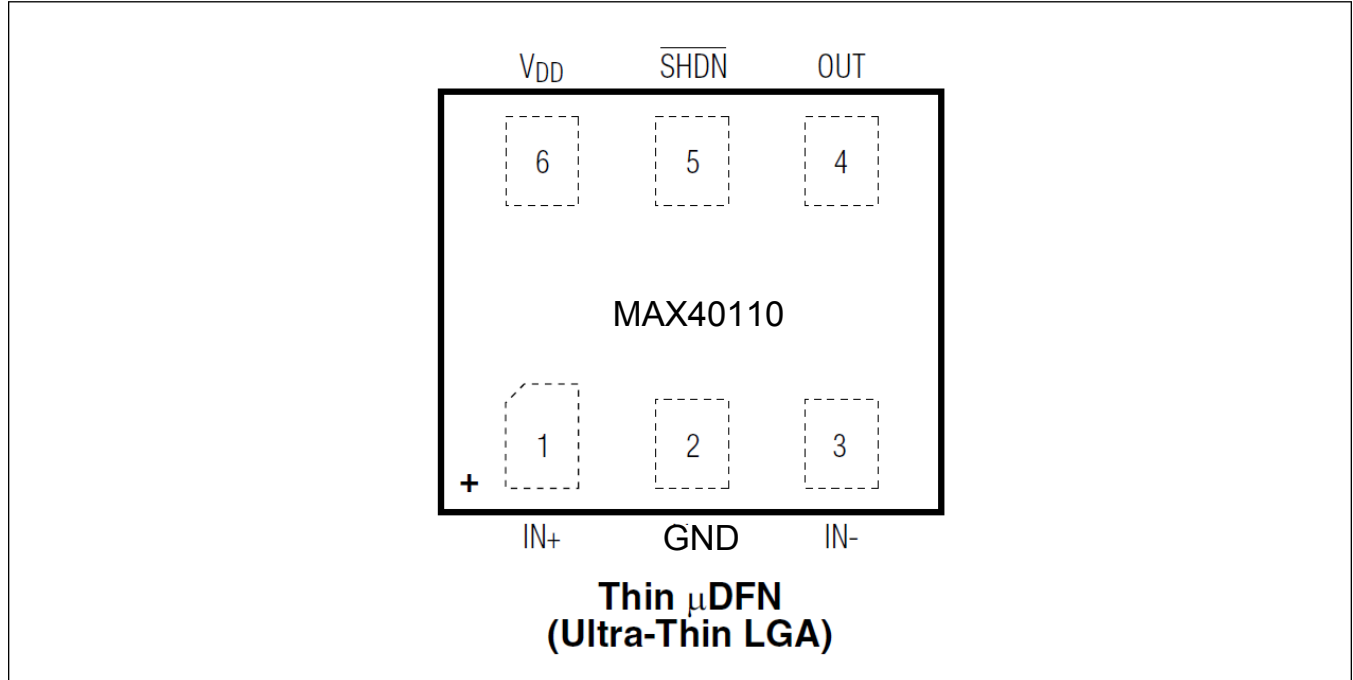 VDD SHDN OUT
6 5 4
MAX40110
1 2 3
+
IN+ GND IN-
Thin μDFN
(Ultra-Thin LGA)